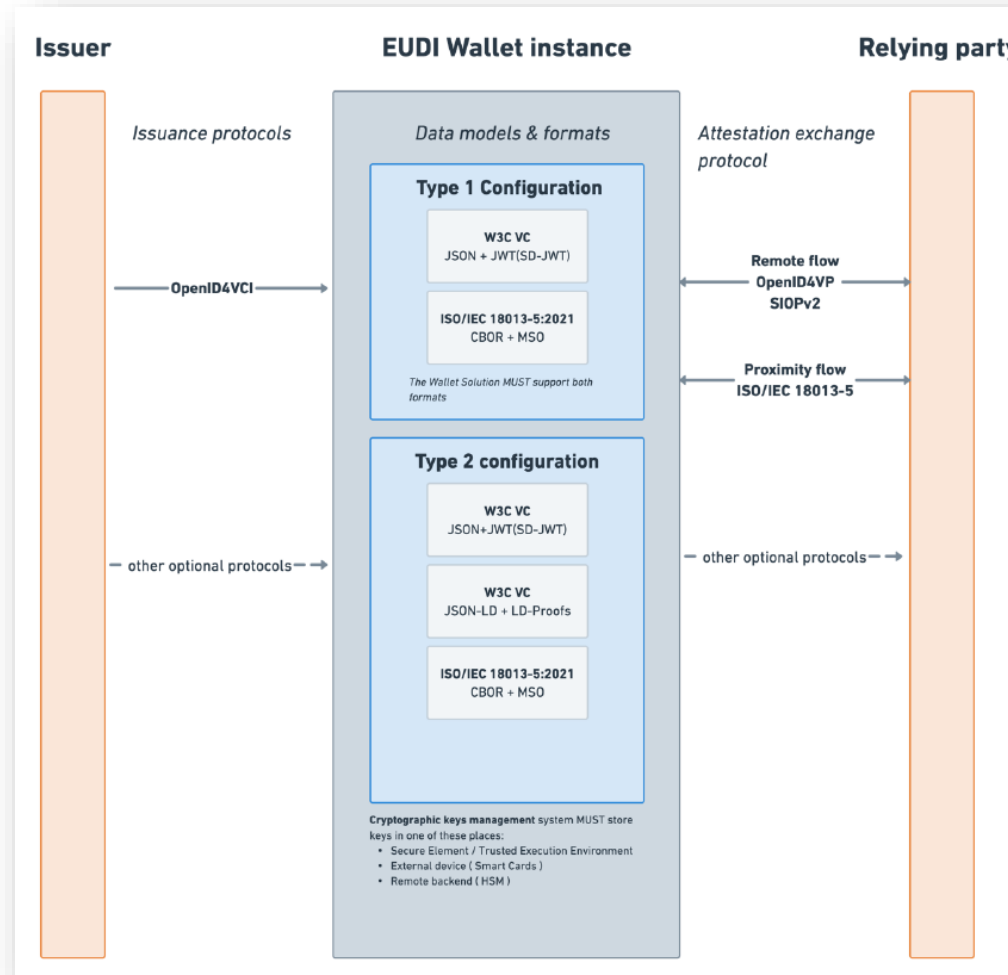 Issuer
EUDI Wallet instance
Relying party
Issuance protocols
Data models & formats
Attestation exchange
protocol
Type 1 Configuration
W3C VC
JSON + JWT(SD-JWT)
OpenID4VCI
Remote flow
OpenID4VP
SIOPv2
ISO/IEC 18013-5:2021
CBOR + MSO
Proximity flow
ISO/IEC 18013-5
The Wallet Solution MUST support both
formats
Type 2 configuration
W3C VC
JSON+JWT(SD-JWT)
other optional protocols
other optional protocols
W3C VC
JSON-LD + LD-Proofs
ISO/IEC 18013-5:2021
CBOR + MSO
Cryptographic keys management system MUST store
keys in one of these places:
• Secure Element / Trusted Execution Environment
• External device ( Smart Cards )
• Remote backend ( HSM )